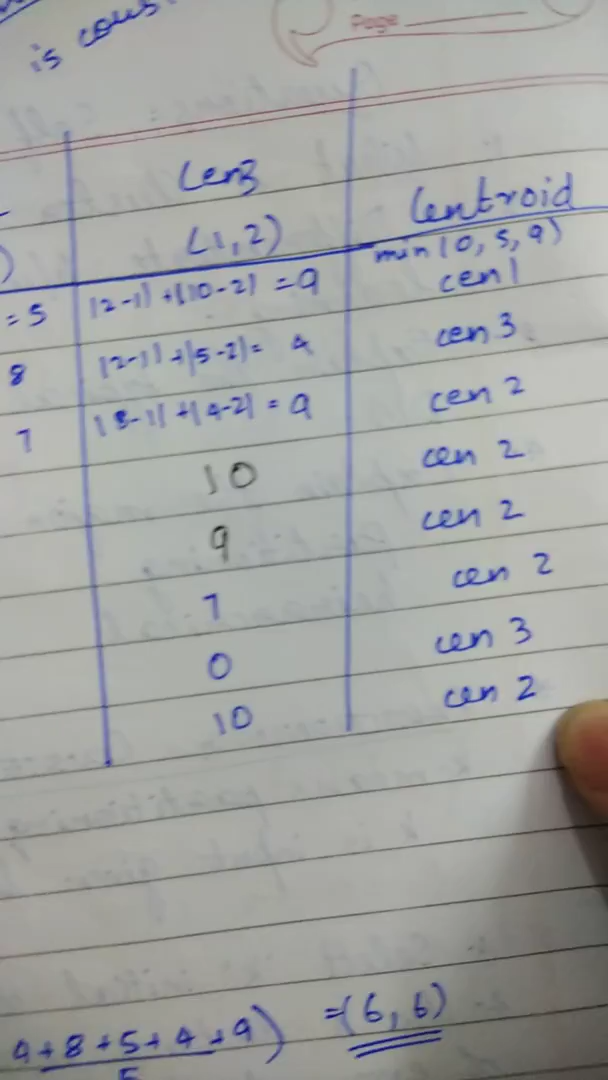 is cous
Page
Cen3
Centroid
(1,2)
min(0, 5, 9)
= 5 |2-1| + |10-2| = 9 cen 1
8 |2-1| + |5-2| = 4 cen 3
7 |8-1| + |4-2| = 9 cen 2
10 cen 2
9 cen 2
7 cen 2
0 cen 3
10 cen 2
4+8+5+4+9) = (6, 6)
5